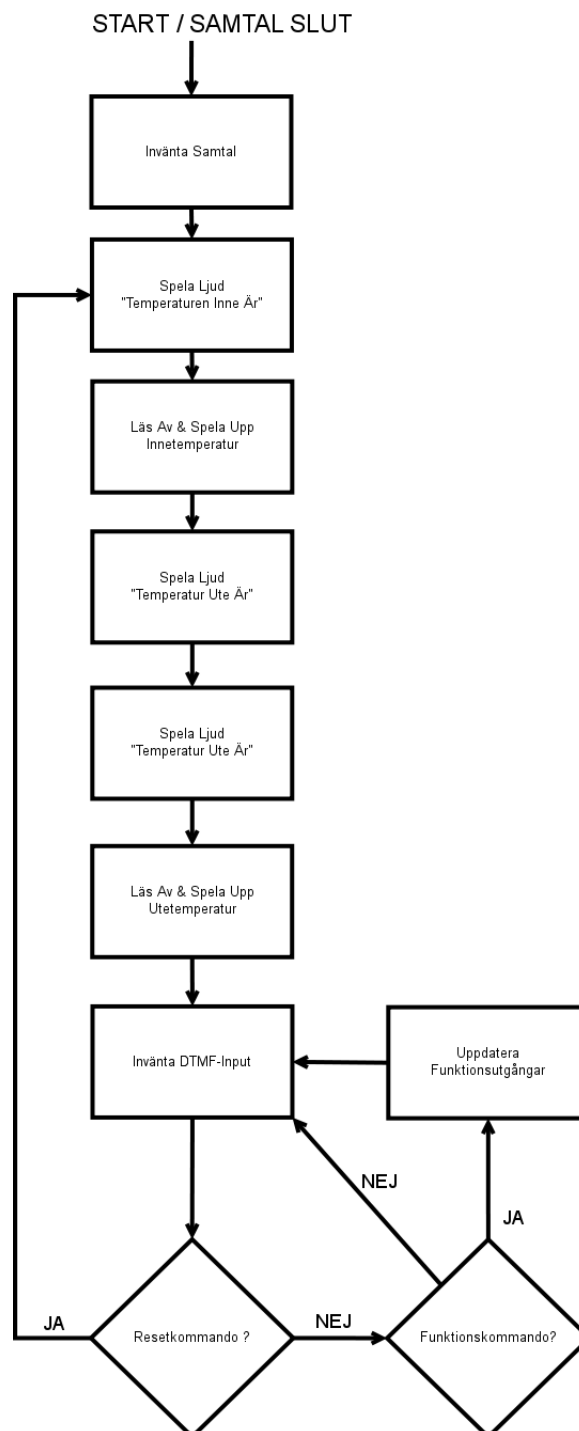 START / SAMTAL SLUT
Invänta Samtal
Spela Ljud
"Temperaturen Inne Är"
Läs Av & Spela Upp
Innetemperatur
Spela Ljud
"Temperatur Ute Är"
Spela Ljud
"Temperatur Ute Är"
Läs Av & Spela Upp
Utetemperatur
Invänta DTMF-Input
Uppdatera
Funktionsutgångar
NEJ
JA
JA
Resetkommando ?
NEJ
Funktionskommando?